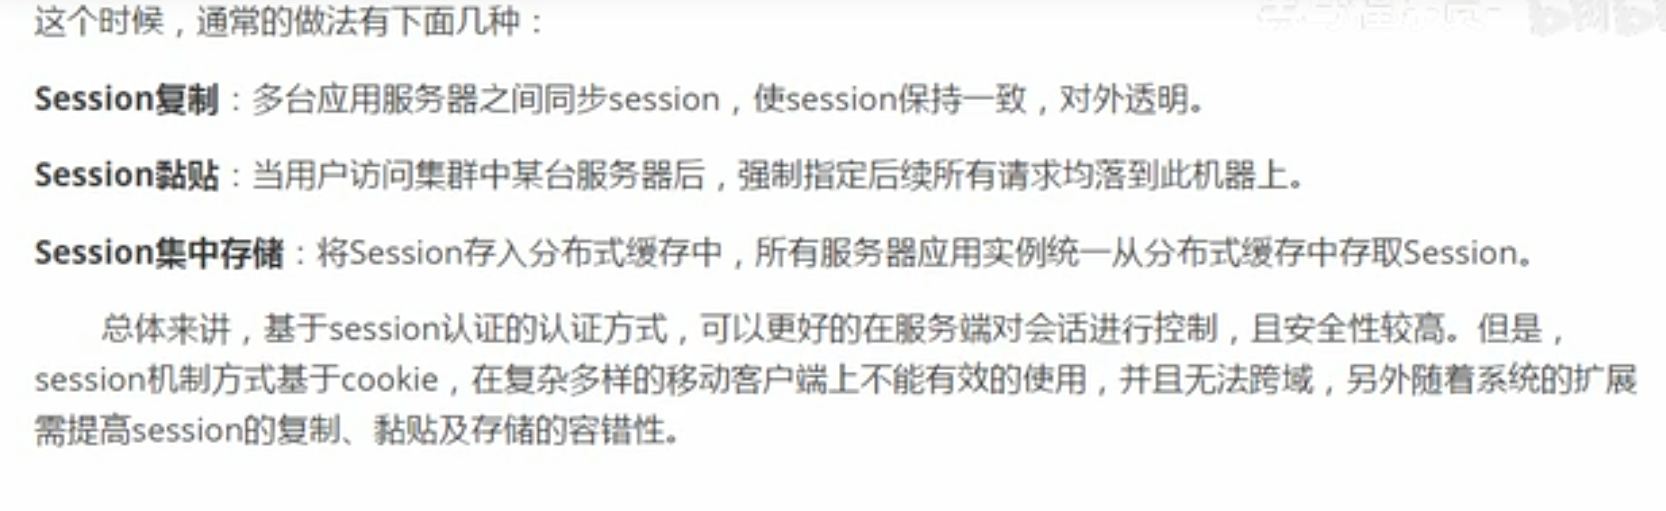 这个时候，通常的做法有下面几种：
Session复制：多台应用服务器之间同步session，使session保持一致，对外透明。
Session黏贴：当用户访问集群中某台服务器后，强制指定后续所有请求均落到此机器上。
Session集中存储：将Session存入分布式缓存中，所有服务器应用实例统一从分布式缓存中存取Session。
总体来讲，基于session认证的认证方式，可以更好的在服务端对会话进行控制，且安全性较高。但是，
session机制方式基于cookie，在复杂多样的移动客户端上不能有效的使用，并且无法跨域，另外随着系统的扩展
需提高session的复制、黏贴及存储的容错性。